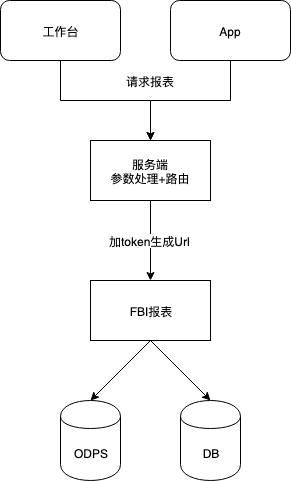 工作台
App
请求报表
服务端
参数处理+路由
加token生成Url
FBI报表
ODPS
DB